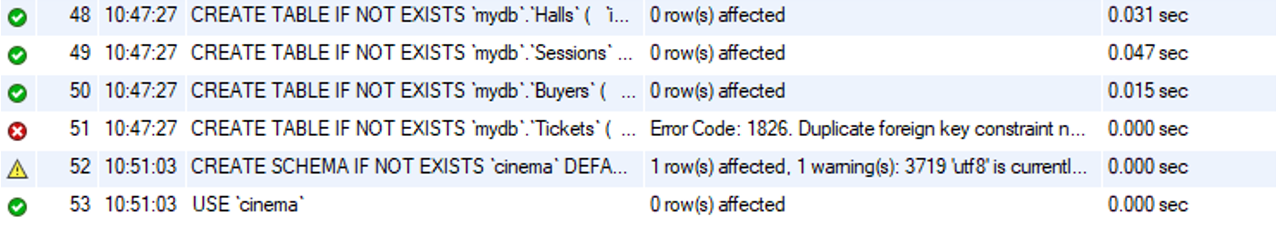 48 10:47:27 CREATE TABLE IF NOT EXISTS `mydb`.`Halls` ( `i... 0 row(s) affected 0.031 sec
49 10:47:27 CREATE TABLE IF NOT EXISTS `mydb`.`Sessions` ... 0 row(s) affected 0.047 sec
50 10:47:27 CREATE TABLE IF NOT EXISTS `mydb`.`Buyers` ( ... 0 row(s) affected 0.015 sec
51 10:47:27 CREATE TABLE IF NOT EXISTS `mydb`.`Tickets` ( ... Error Code: 1826. Duplicate foreign key constraint n... 0.000 sec
52 10:51:03 CREATE SCHEMA IF NOT EXISTS `cinema` DEFA... 1 row(s) affected, 1 warning(s): 3719 'utf8' is currentl... 0.000 sec
53 10:51:03 USE `cinema` 0 row(s) affected 0.000 sec